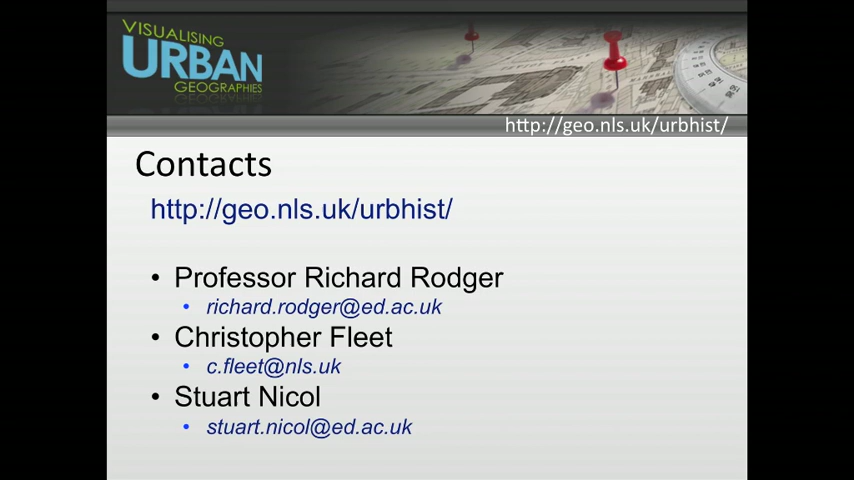 VISUALISING
URBAN
GEOGRAPHIES
http://geo.nls.uk/urbhist/
Contacts
http://geo.nls.uk/urbhist/
• Professor Richard Rodger
• richard.rodger@ed.ac.uk
• Christopher Fleet
• c.fleet@nls.uk
• Stuart Nicol
• stuart.nicol@ed.ac.uk